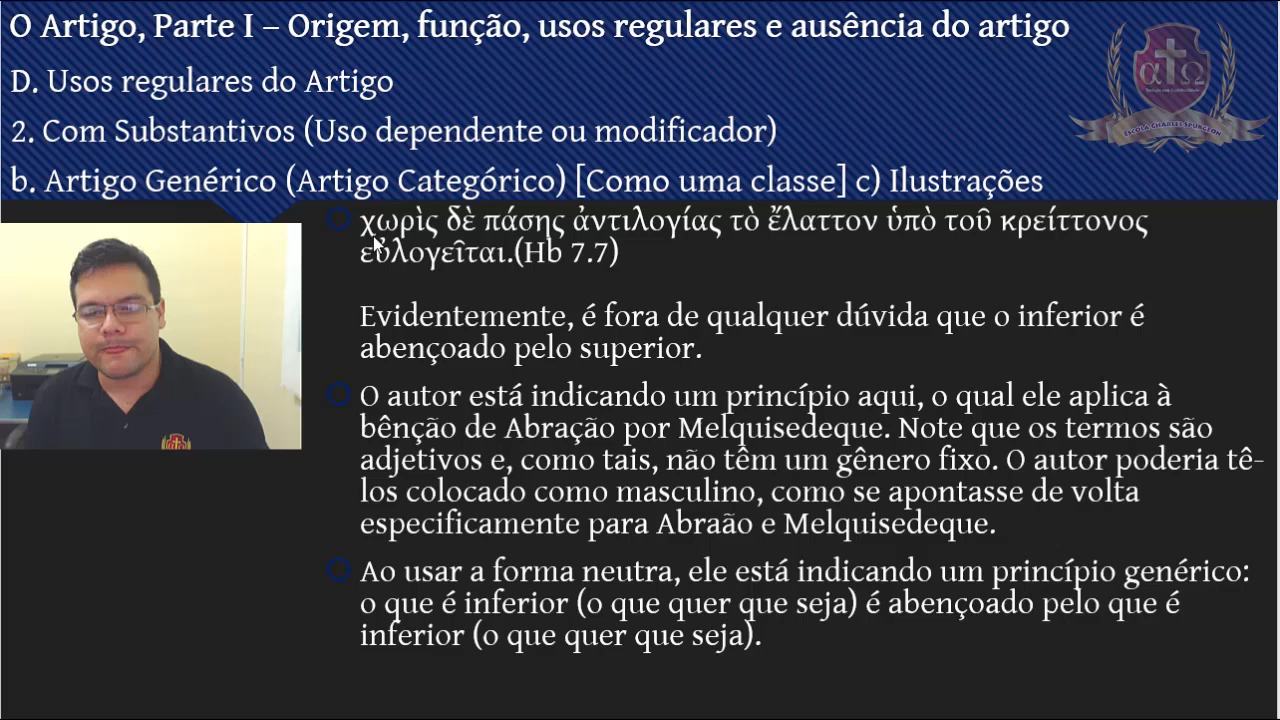 O Artigo, Parte I – Origem, função, usos regulares e ausência do artigo
D. Usos regulares do Artigo
2. Com Substantivos (Uso dependente ou modificador)
b. Artigo Genérico (Artigo Categórico) [Como uma classe] c) Ilustrações
α Ω
ESCOLA CHARLES SPURGEON
χωρὶς δὲ πάσης ἀντιλογίας τὸ ἔλαττον ὑπὸ τοῦ κρείττονος
εὐλογεῖται.(Hb 7.7)
Evidentemente, é fora de qualquer dúvida que o inferior é
abençoado pelo superior.
O autor está indicando um princípio aqui, o qual ele aplica à
bênção de Abração por Melquisedeque. Note que os termos são
adjetivos e, como tais, não têm um gênero fixo. O autor poderia tê-
los colocado como masculino, como se apontasse de volta
especificamente para Abraão e Melquisedeque.
Ao usar a forma neutra, ele está indicando um princípio genérico:
o que é inferior (o que quer que seja) é abençoado pelo que é
inferior (o que quer que seja).